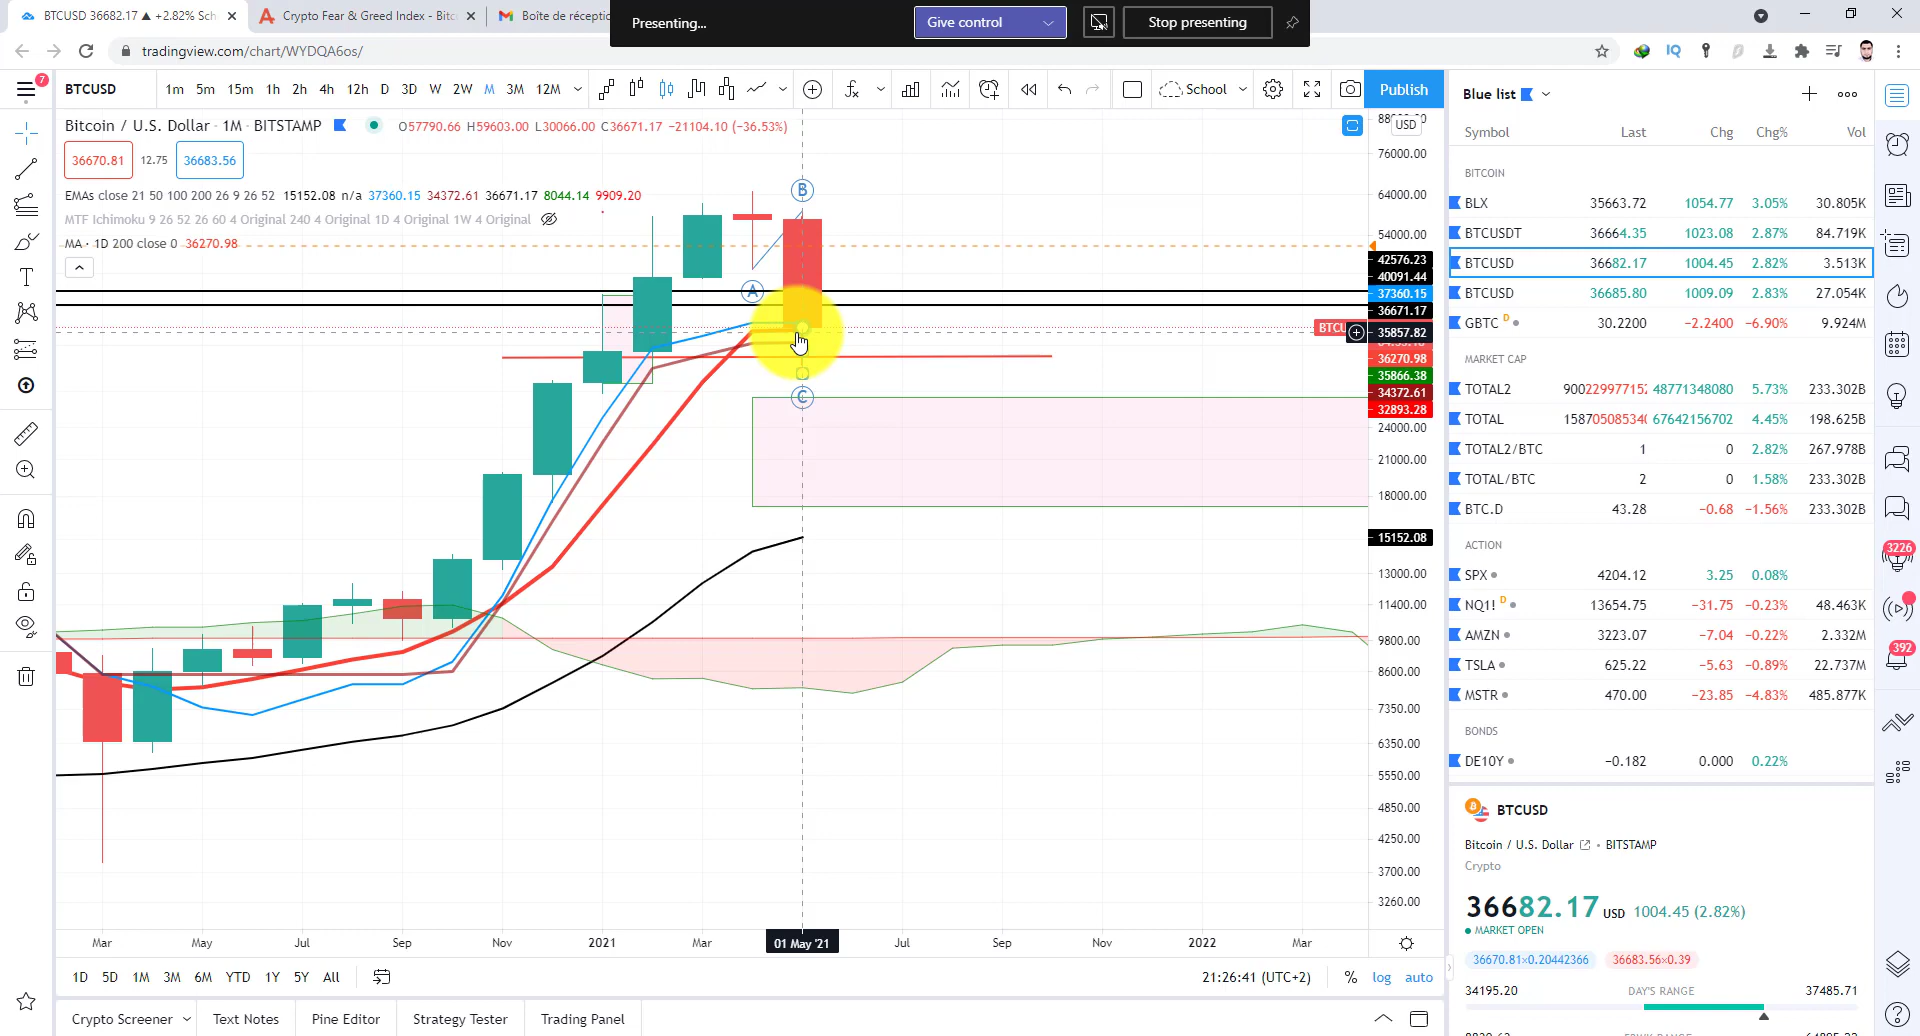 BTCUSD 36682.17 ▲ +2.82% Sch
Crypto Fear & Greed Index - Bitc
Boîte de réceptio
Presenting...
Give control
Stop presenting
tradingview.com/chart/WYDQA6os/
IQ
7
BTCUSD
1m 5m 15m 1h 2h 4h 12h D 3D W 2W M 3M 12M
School
Publish
Bitcoin / U.S. Dollar · 1M · BITSTAMP
O57790.66 H59603.00 L30066.00 C36671.17 −21104.10 (−36.53%)
USD
36670.81 12.75 36683.56
EMAs close 21 50 100 200 26 9 26 52 15152.08 n/a 37360.15 34372.61 36671.17 8044.14 9909.20
MTF Ichimoku 9 26 52 26 60 4 Original 240 4 Original 1D 4 Original 1W 4 Original
MA · 1D 200 close 0 36270.98
A
B
C
76000.00
64000.00
54000.00
42576.23
40091.44
37360.15
36671.17
BTCU
35857.82
36270.98
35866.38
34372.61
32893.28
24000.00
21000.00
18000.00
15152.08
13000.00
11400.00
9800.00
8600.00
7350.00
6350.00
5550.00
4850.00
4250.00
3700.00
3260.00
Mar May Jul Sep Nov 2021 Mar 01 May '21 Jul Sep Nov 2022 Mar
1D 5D 1M 3M 6M YTD 1Y 5Y All
21:26:41 (UTC+2) % log auto
Crypto Screener Text Notes Pine Editor Strategy Tester Trading Panel
Blue list
Symbol Last Chg Chg% Vol
BITCOIN
BLX 35663.72 1054.77 3.05% 30.805K
BTCUSDT 36664.35 1023.08 2.87% 84.719K
BTCUSD 36682.17 1004.45 2.82% 3.513K
BTCUSD 36685.80 1009.09 2.83% 27.054K
GBTC D 30.2200 −2.2400 −6.90% 9.924M
MARKET CAP
TOTAL2 900229977152 48771348080 5.73% 233.302B
TOTAL 67642156702 4.45% 198.625B
TOTAL2/BTC 1 0 2.82% 267.978B
TOTAL/BTC 2 0 1.58% 233.302B
BTC.D 43.28 −0.68 −1.56% 233.302B
ACTION
SPX 4204.12 3.25 0.08%
NQ1! D 13654.75 −31.75 −0.23% 48.463K
AMZN 3223.07 −7.04 −0.22% 2.332M
TSLA 625.22 −5.63 −0.89% 22.737M
MSTR 470.00 −23.85 −4.83% 485.877K
BONDS
DE10Y −0.182 0.000 0.22%
BTCUSD
Bitcoin / U.S. Dollar · BITSTAMP
Crypto
36682.17 USD 1004.45 (2.82%)
MARKET OPEN
36670.81×0.20442366 36683.56×0.39
34195.20 DAY'S RANGE 37485.71
3226
392